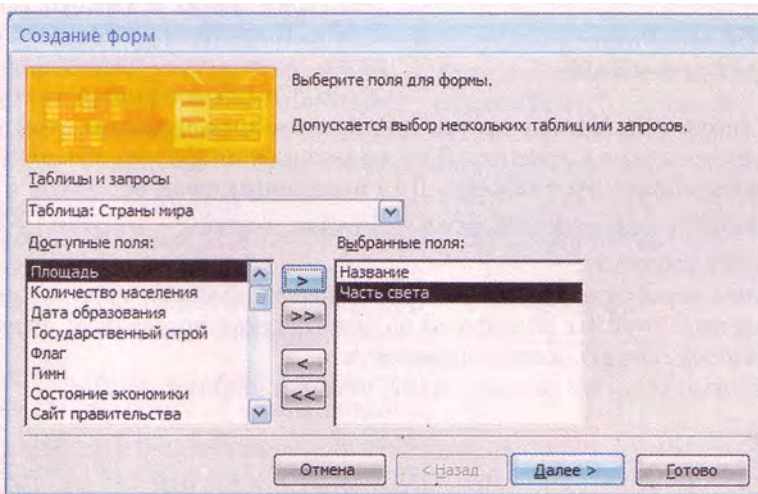 Создание форм
Выберите поля для формы.
Допускается выбор нескольких таблиц или запросов.
Таблицы и запросы
Таблица: Страны мира
Доступные поля:
Выбранные поля:
Площадь
Количество населения
Дата образования
Государственный строй
Флаг
Гимн
Состояние экономики
Сайт правительства
>
>>
<
<<
Название
Часть света
Отмена
< Назад
Далее >
Готово